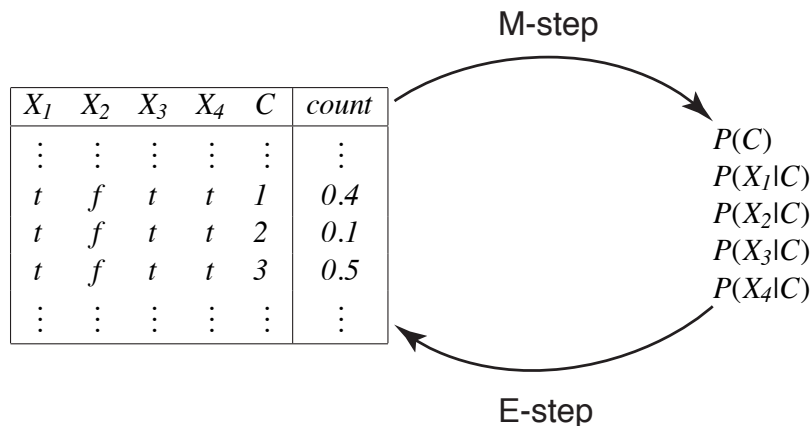 M-step
X1 X2 X3 X4 C count
⋮ ⋮ ⋮ ⋮ ⋮ ⋮
t f t t 1 0.4
t f t t 2 0.1
t f t t 3 0.5
⋮ ⋮ ⋮ ⋮ ⋮ ⋮
P(C)
P(X1|C)
P(X2|C)
P(X3|C)
P(X4|C)
E-step